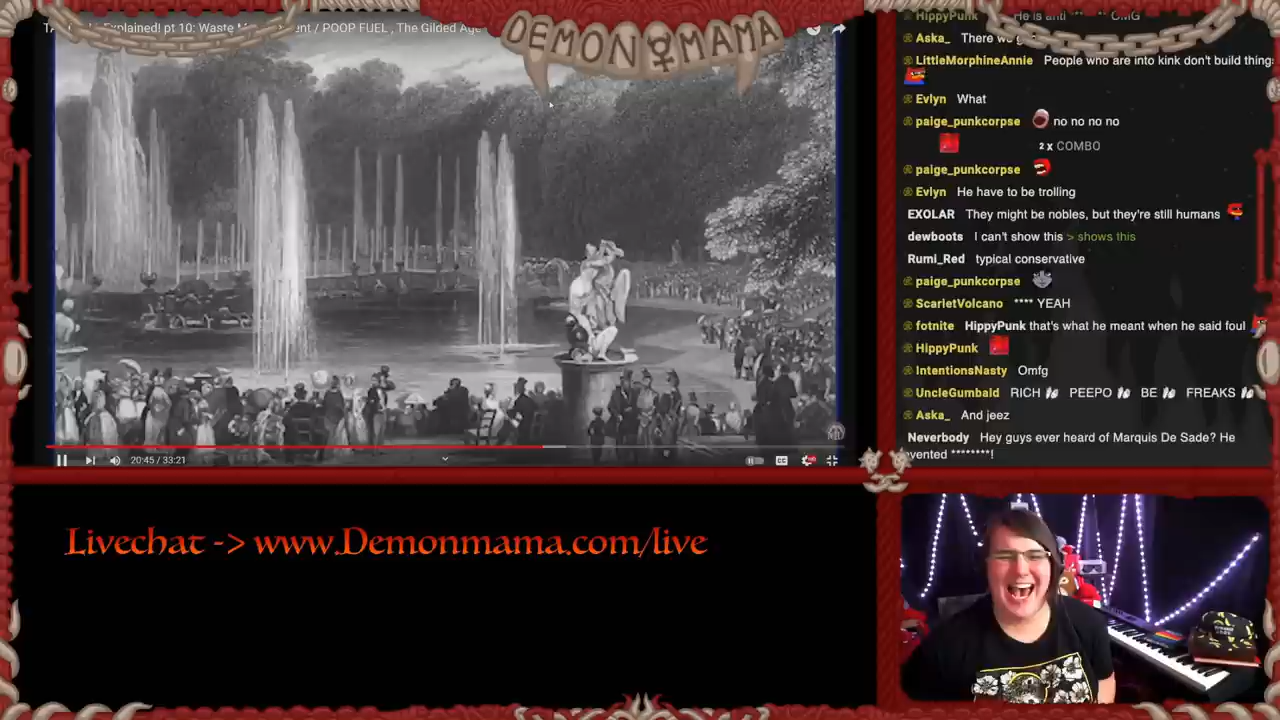 Explained! pt 10: Waste
ent / POOP FUEL , The Gilded Age
DEMON MAMA
20:45 / 33:21
CC
Livechat -> www.Demonmama.com/live
HippyPunk He is anti
OMG
Aska_ There we
LittleMorphineAnnie People who are into kink don't build thing
Evlyn What
paige_punkcorpse no no no no
2 x COMBO
paige_punkcorpse
Evlyn He have to be trolling
EXOLAR They might be nobles, but they're still humans
dewboots I can't show this > shows this
Rumi_Red typical conservative
paige_punkcorpse
ScarletVolcano **** YEAH
fotnite HippyPunk that's what he meant when he said foul
HippyPunk
IntentionsNasty Omfg
UncleGumbald RICH PEEPO BE FREAKS
Aska_ And jeez
Neverbody Hey guys ever heard of Marquis De Sade? He
vented ********!